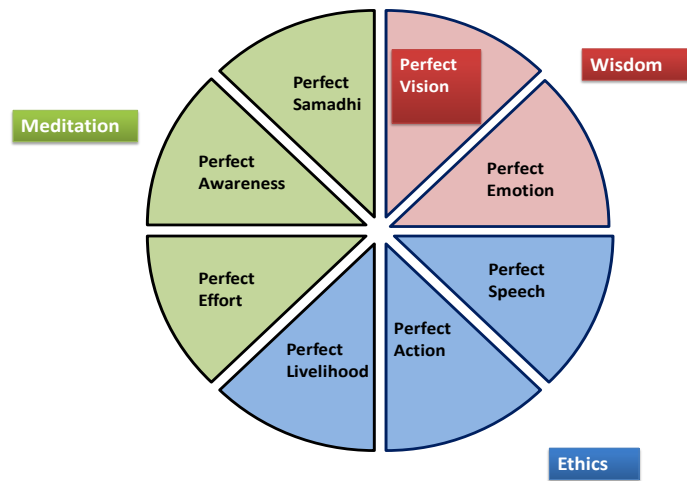 Perfect
Vision
Wisdom
Perfect
Samadhi
Meditation
Perfect
Awareness
Perfect
Emotion
Perfect
Effort
Perfect
Speech
Perfect
Livelihood
Perfect
Action
Ethics